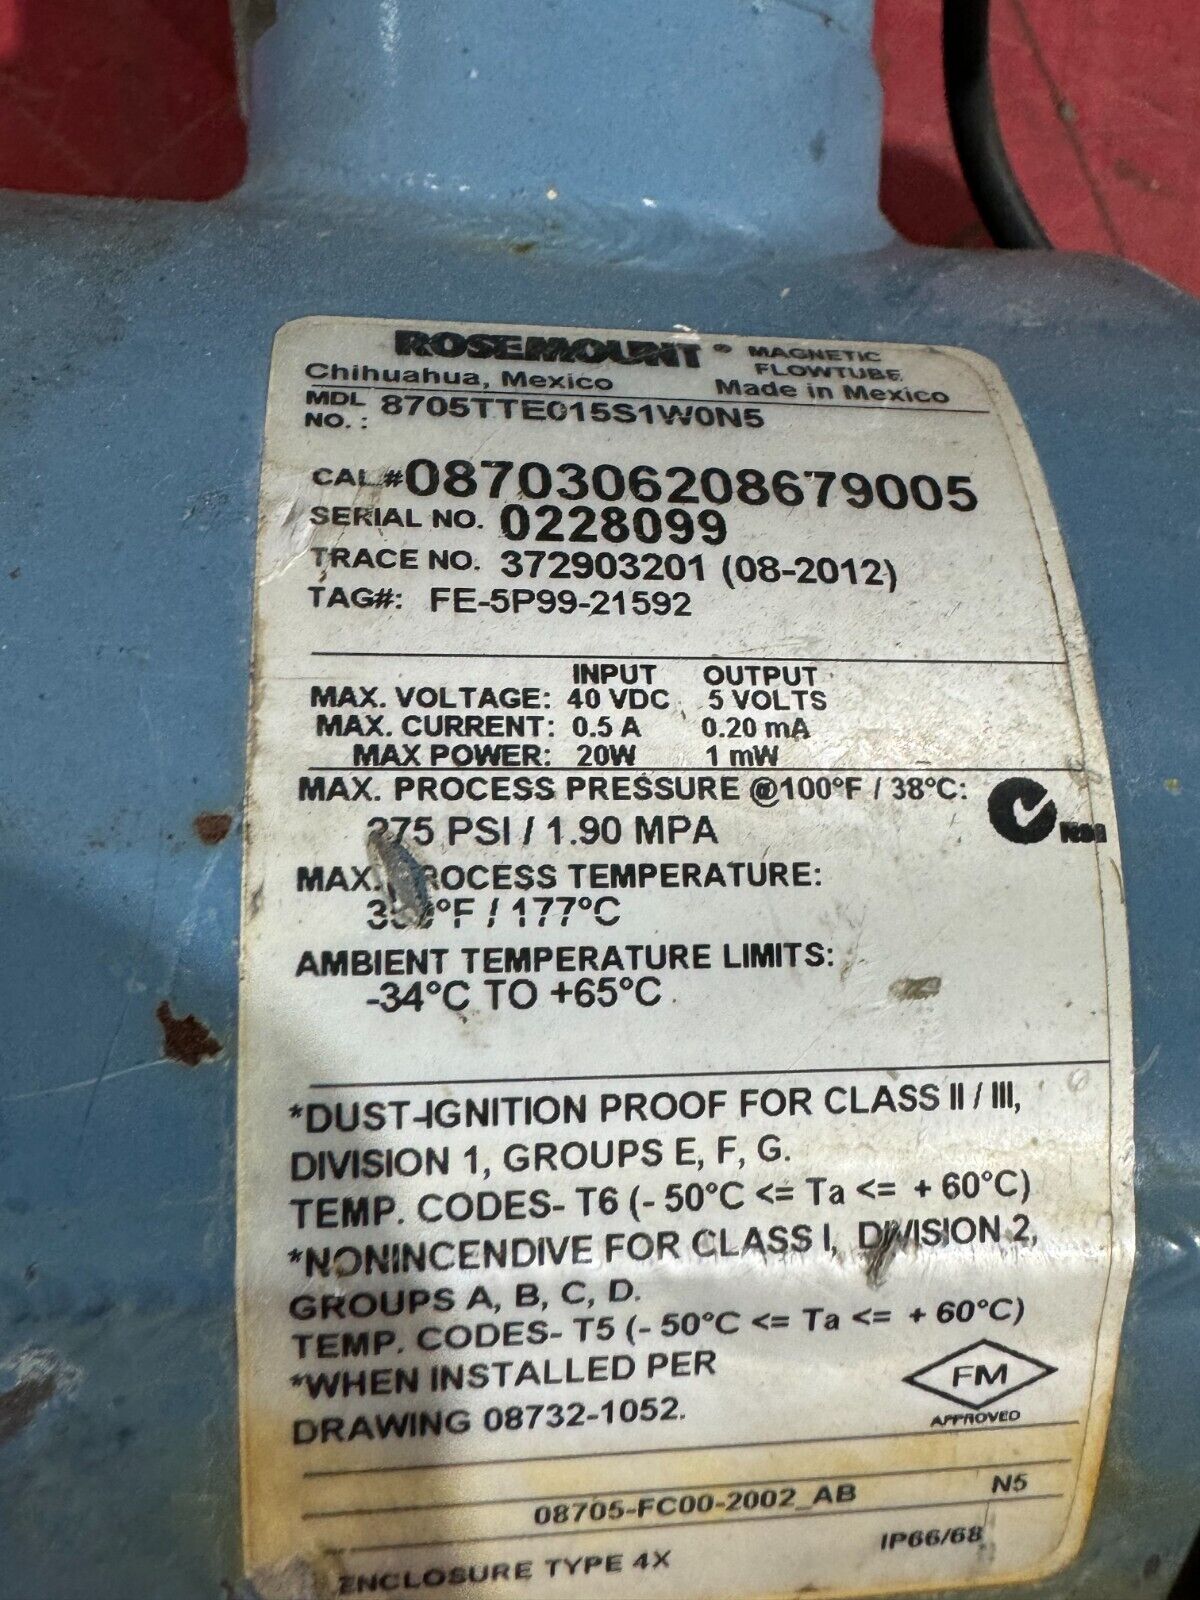 ROSEMOUNT ® MAGNETIC FLOWTUBE
Chihuahua, Mexico Made in Mexico
MDL NO.: 8705TTE015S1W0N5
CAL.# 0870306208679005
SERIAL NO. 0228099
TRACE NO. 372903201 (08-2012)
TAG#: FE-5P99-21592
INPUT OUTPUT
MAX. VOLTAGE: 40 VDC 5 VOLTS
MAX. CURRENT: 0.5 A 0.20 mA
MAX POWER: 20W 1 mW
MAX. PROCESS PRESSURE @100°F / 38°C:
275 PSI / 1.90 MPA
MAX. PROCESS TEMPERATURE:
/ 177°C
AMBIENT TEMPERATURE LIMITS:
-34°C TO +65°C
*DUST-IGNITION PROOF FOR CLASS II / III,
DIVISION 1, GROUPS E, F, G.
TEMP. CODES- T6 (- 50°C <= Ta <= + 60°C)
*NONINCENDIVE FOR CLASS I, DIVISION 2,
GROUPS A, B, C, D.
TEMP. CODES- T5 (- 50°C <= Ta <= + 60°C)
*WHEN INSTALLED PER
DRAWING 08732-1052.
FM
APPROVED
08705-FC00-2002_AB N5
ENCLOSURE TYPE 4X IP66/68